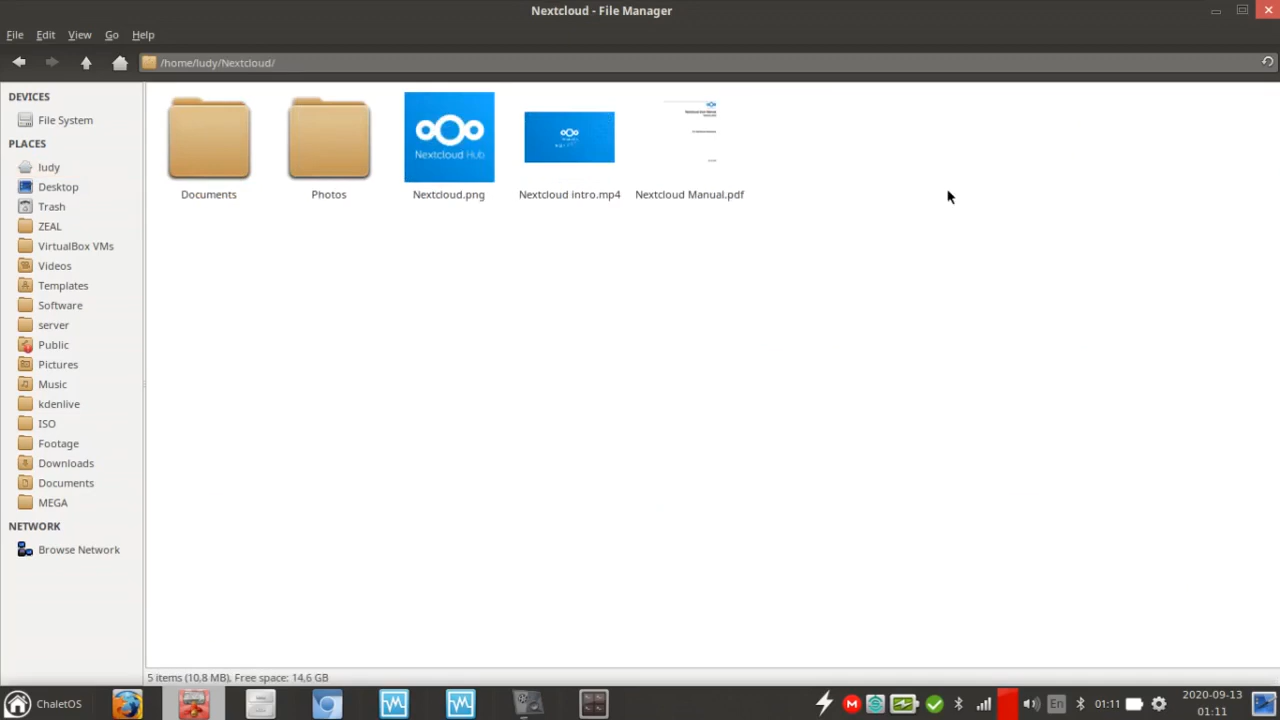 Nextcloud - File Manager
File Edit View Go Help
/home/ludy/Nextcloud/
DEVICES
File System
PLACES
ludy
Desktop
Trash
ZEAL
VirtualBox VMs
Videos
Templates
Software
server
Public
Pictures
Music
kdenlive
ISO
Footage
Downloads
Documents
MEGA
NETWORK
Browse Network
Nextcloud Hub
Documents
Photos
Nextcloud.png
Nextcloud intro.mp4
Nextcloud Manual.pdf
5 items (10.8 MB), Free space: 14.6 GB
ChaletOS
M
En
01:11
2020-09-13
01:11